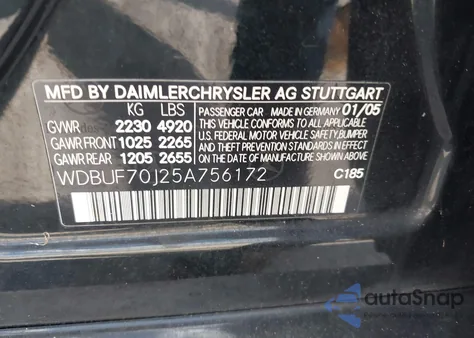 MFD BY DAIMLERCHRYSLER AG STUTTGART
KG LBS
GVWR 2230 4920
GAWR FRONT 1025 2265
GAWR REAR 1205 2655
PASSENGER CAR MADE IN GERMANY 01/05
THIS VEHICLE CONFORMS TO ALL APPLICABLE U.S.
FEDERAL MOTOR VEHICLE SAFETY, BUMPER, AND
THEFT PREVENTION STANDARDS IN EFFECT ON THE
DATE OF MANUFACTURE SHOWN ABOVE.
WDBUF70J25A756172
C185
autoSnap